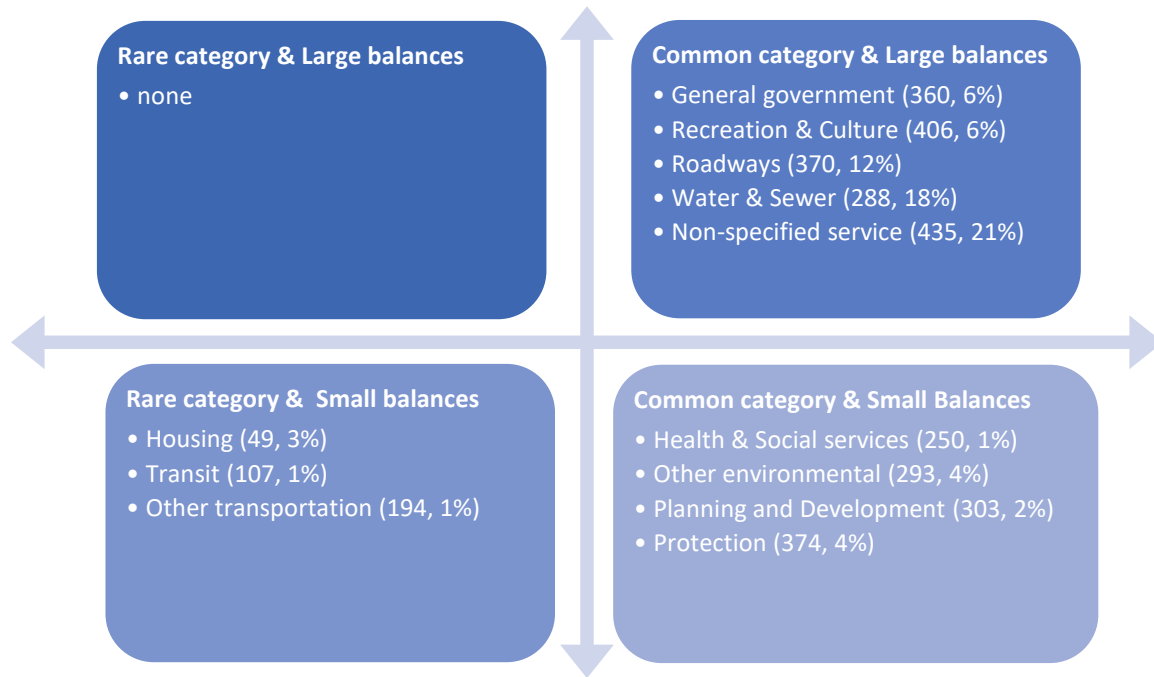 Rare category & Large balances
• none
Common category & Large balances
• General government (360, 6%)
• Recreation & Culture (406, 6%)
• Roadways (370, 12%)
• Water & Sewer (288, 18%)
• Non-specified service (435, 21%)
Rare category &  Small balances
• Housing (49, 3%)
• Transit (107, 1%)
• Other transportation (194, 1%)
Common category & Small Balances
• Health & Social services (250, 1%)
• Other environmental (293, 4%)
• Planning and Development (303, 2%)
• Protection (374, 4%)